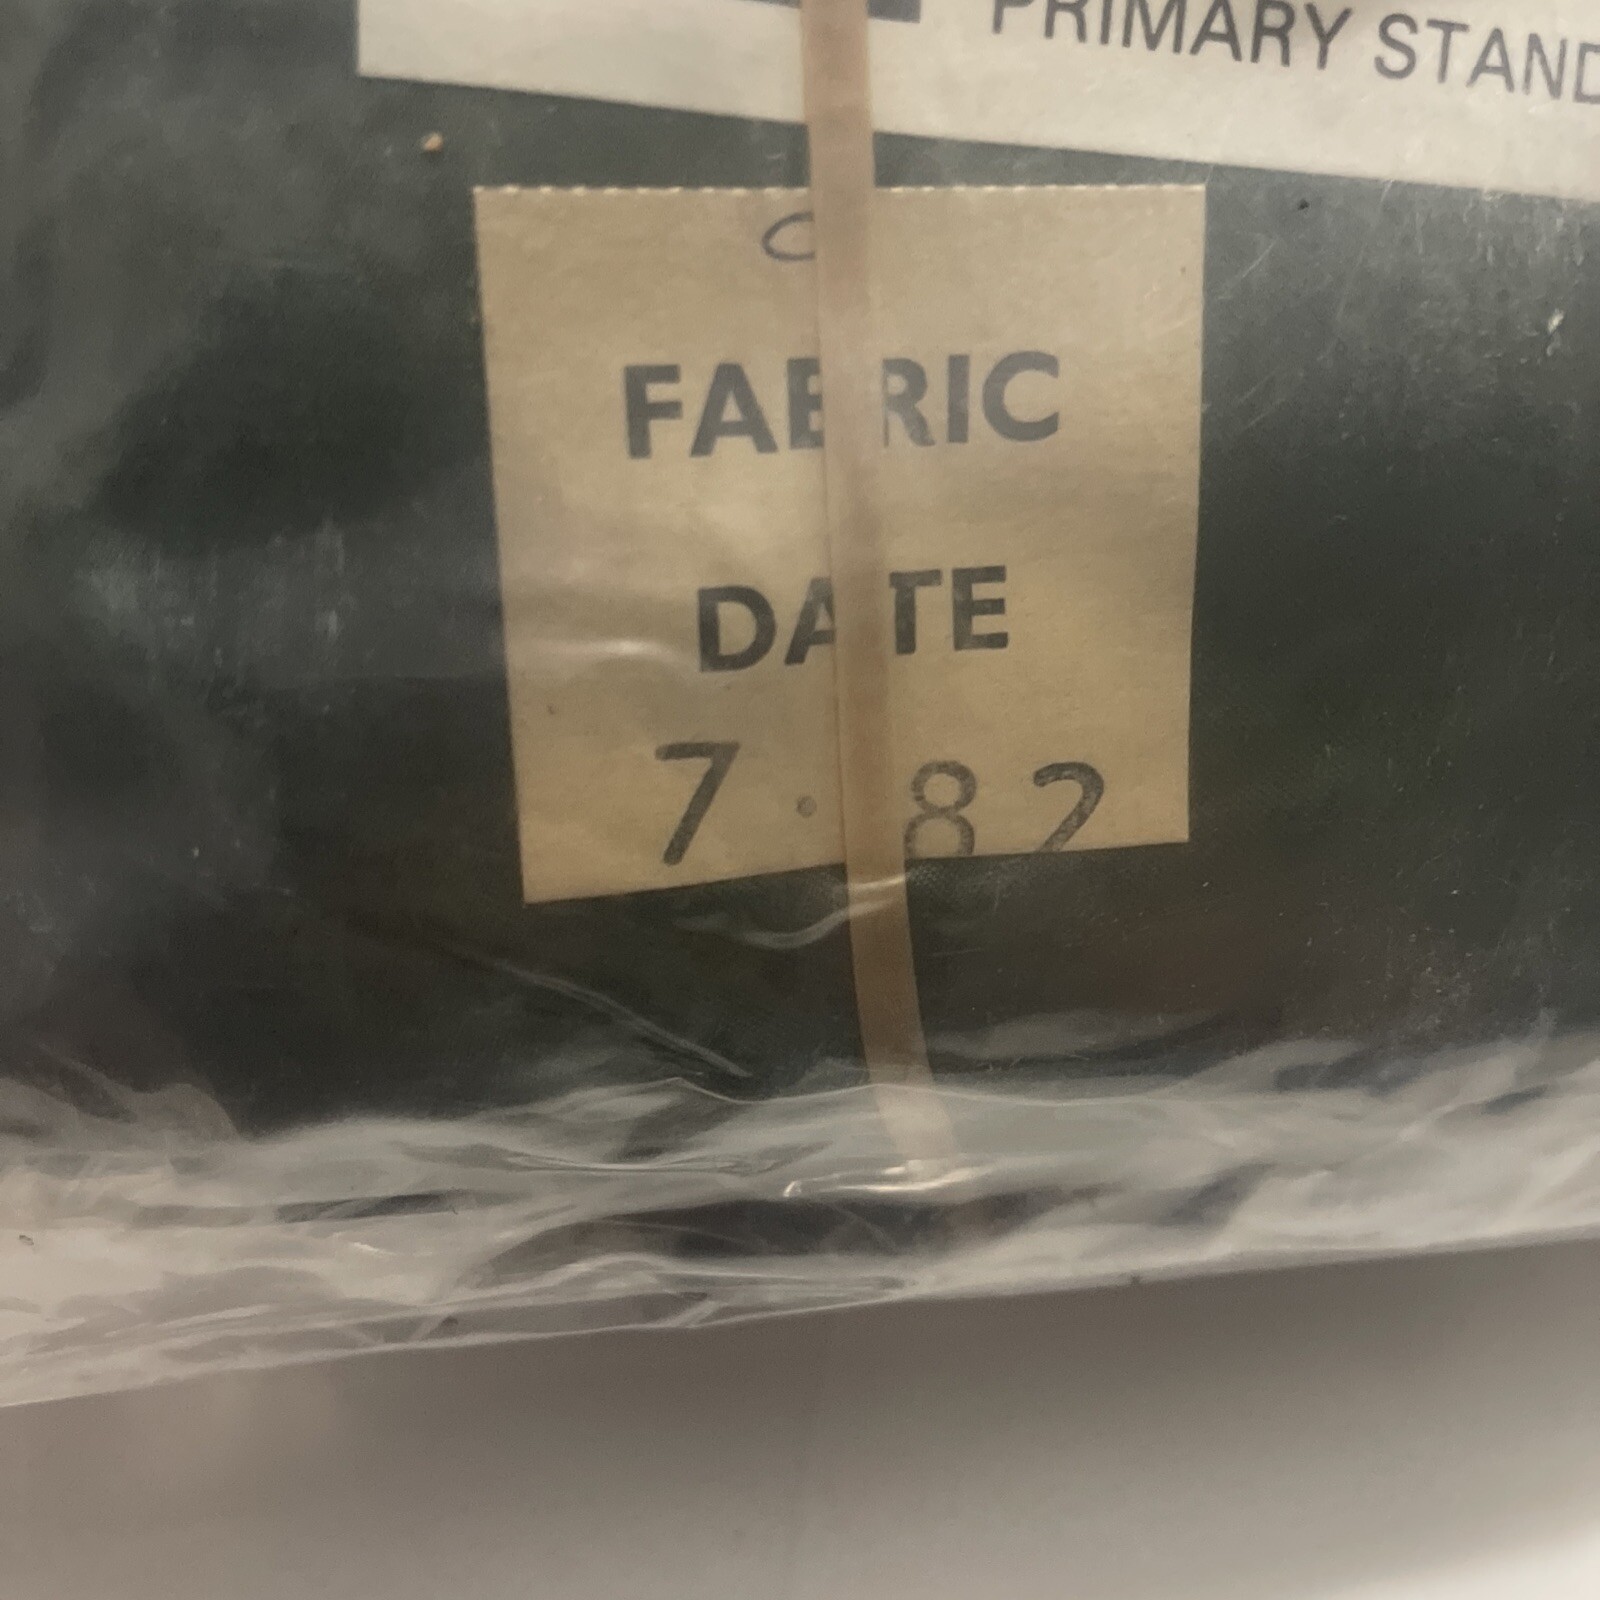 PRIMARY STAND
FABRIC
DATE
7.82